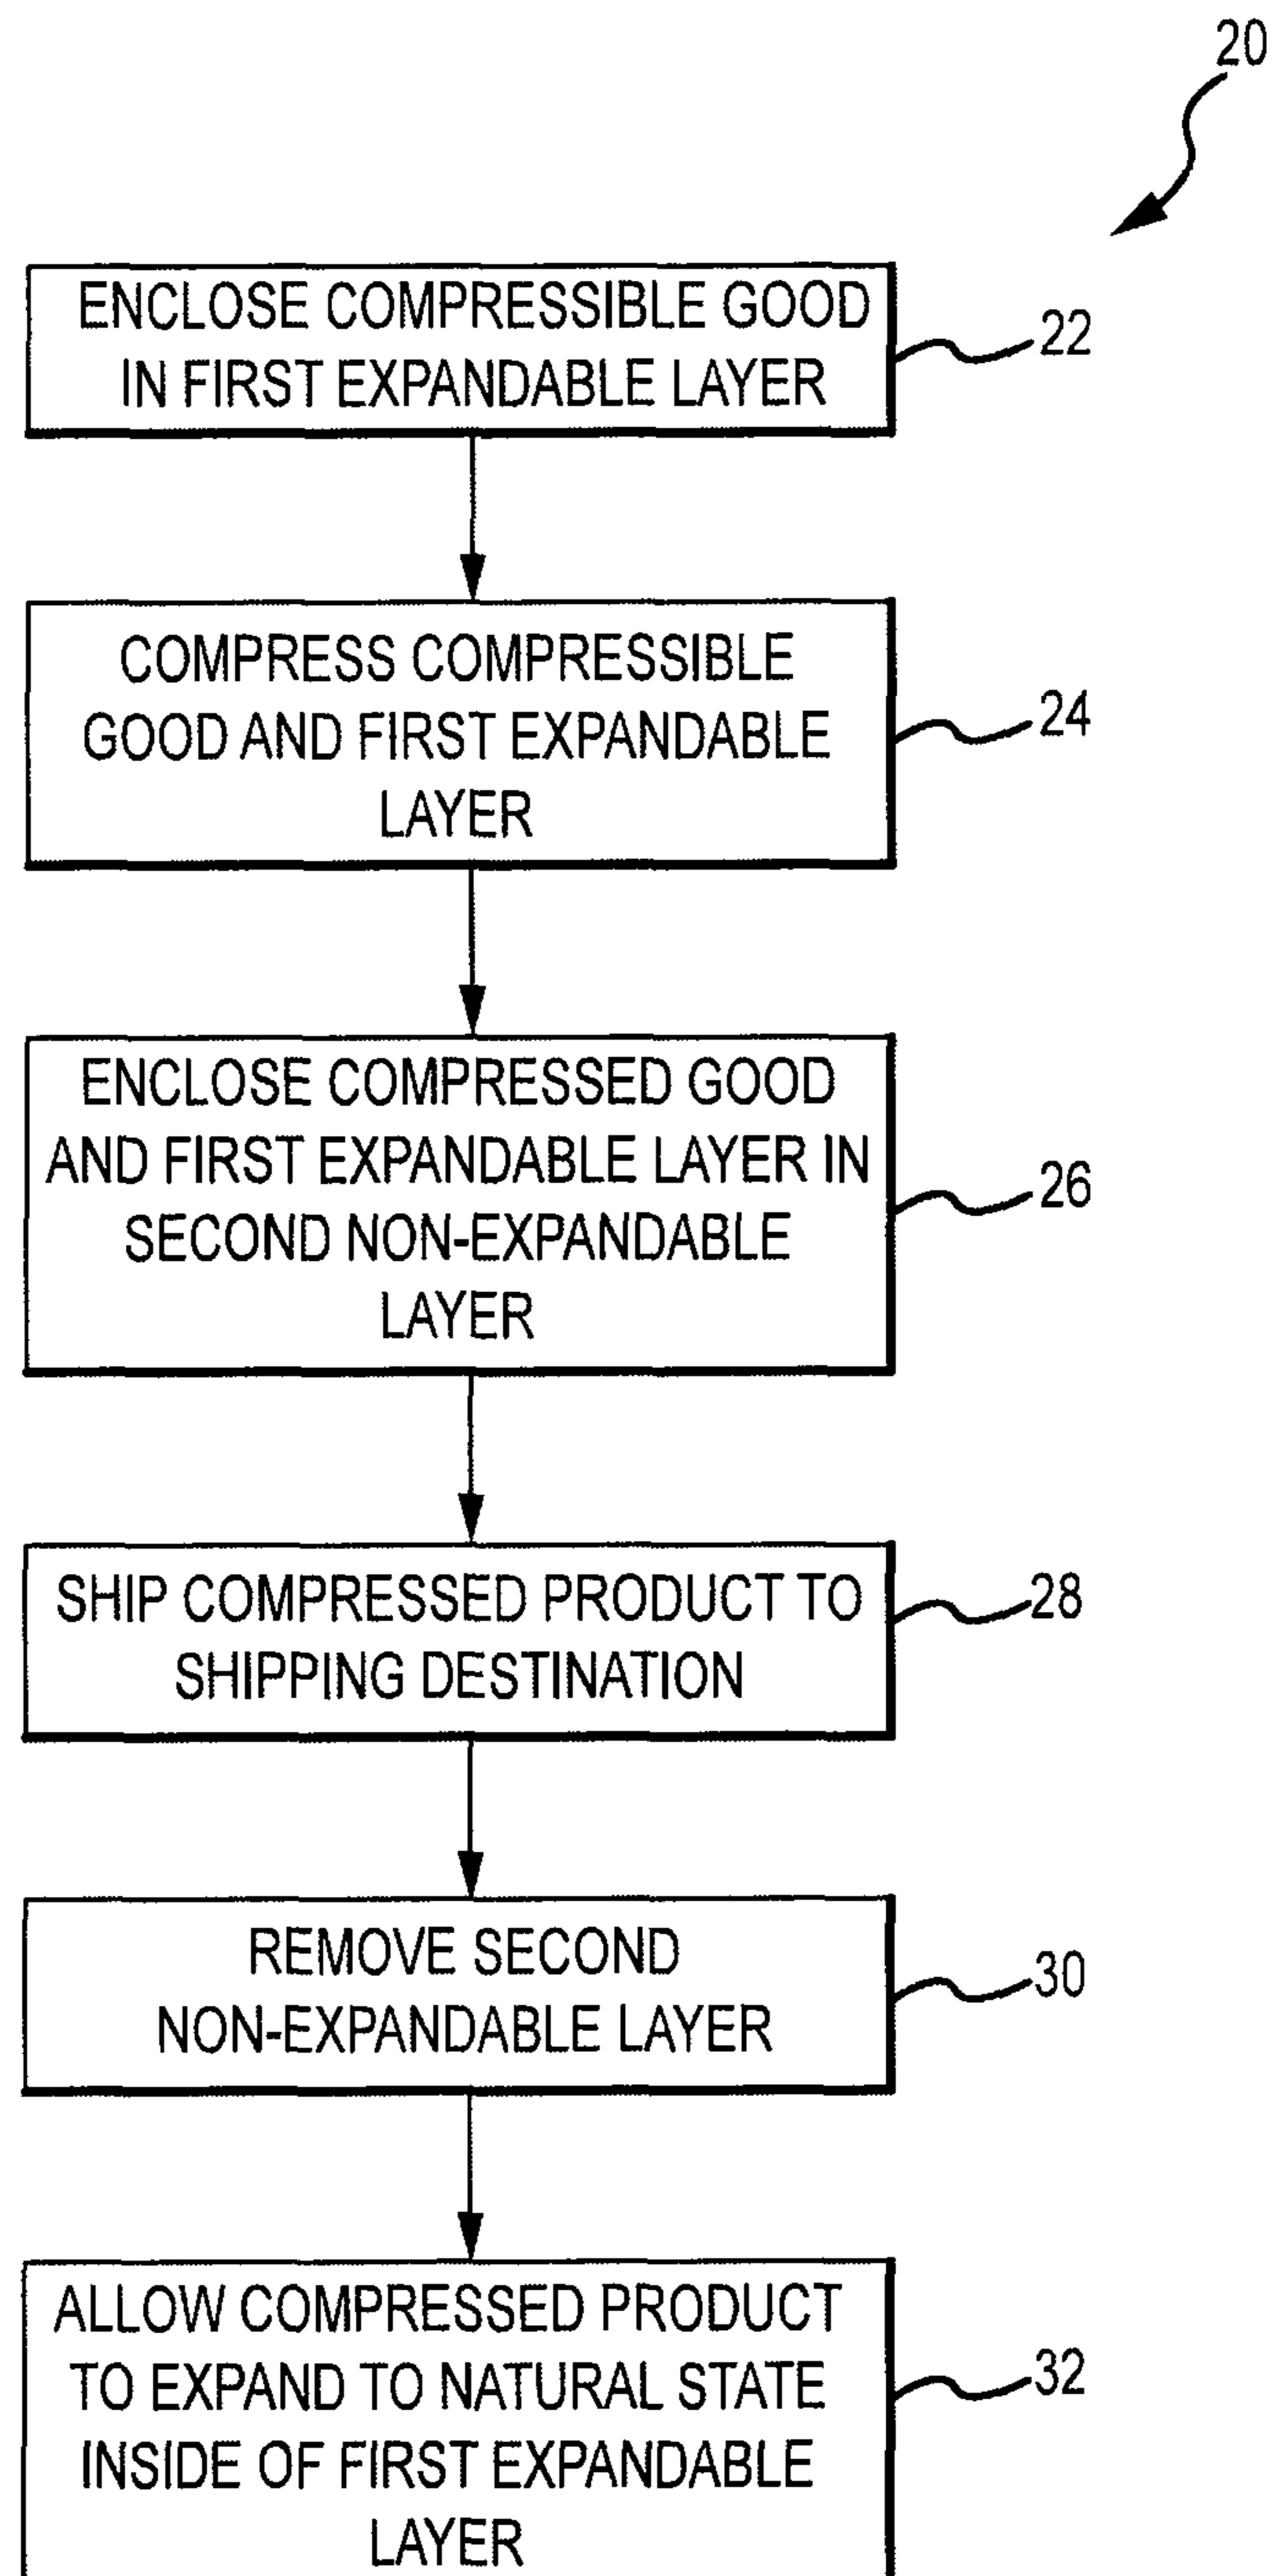 20
ENCLOSE COMPRESSIBLE GOOD
IN FIRST EXPANDABLE LAYER
22
COMPRESS COMPRESSIBLE
GOOD AND FIRST EXPANDABLE
LAYER
24
ENCLOSE COMPRESSED GOOD
AND FIRST EXPANDABLE LAYER IN
SECOND NON-EXPANDABLE
LAYER
26
SHIP COMPRESSED PRODUCT TO
SHIPPING DESTINATION
28
REMOVE SECOND
NON-EXPANDABLE LAYER
30
ALLOW COMPRESSED PRODUCT
TO EXPAND TO NATURAL STATE
INSIDE OF FIRST EXPANDABLE
LAYER
32